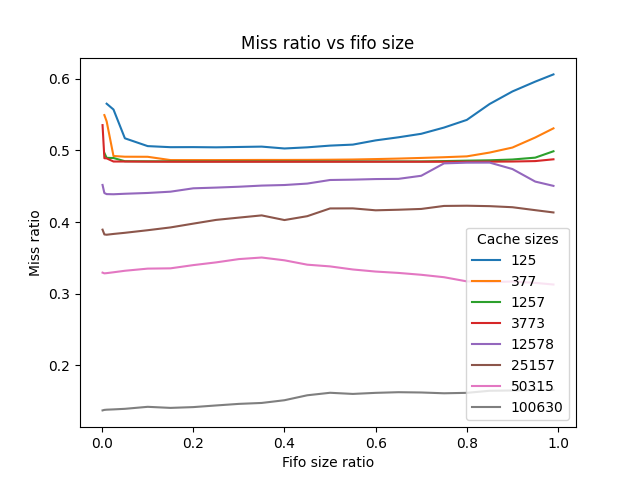 Miss ratio vs fifo size
Miss ratio
0.6
0.5
0.4
0.3
0.2
Cache sizes
125
377
1257
3773
12578
25157
50315
100630
0.0 0.2 0.4 0.6 0.8 1.0
Fifo size ratio